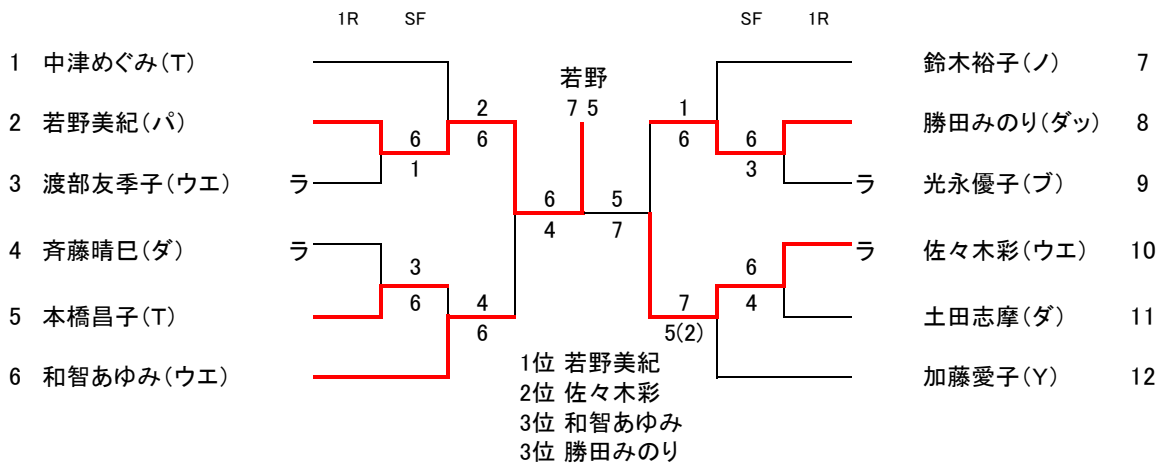 1R SF SF 1R
1 中津めぐみ(T) 鈴木裕子(ノ) 7
若野
7 5
2 若野美紀(パ) 2 1 勝田みのり(ダッ) 8
6 6 6 6
1 3
3 渡部友季子(ウエ) ラ ラ 光永優子(ブ) 9
6 5
4 7
4 斉藤晴巳(ダ) ラ ラ 佐々木彩(ウエ) 10
3 6
6 4 7 4
5 本橋昌子(T) 土田志摩(ダ) 11
6 5(2)
1位 若野美紀
6 和智あゆみ(ウエ) 加藤愛子(Y) 12
2位 佐々木彩
3位 和智あゆみ
3位 勝田みのり